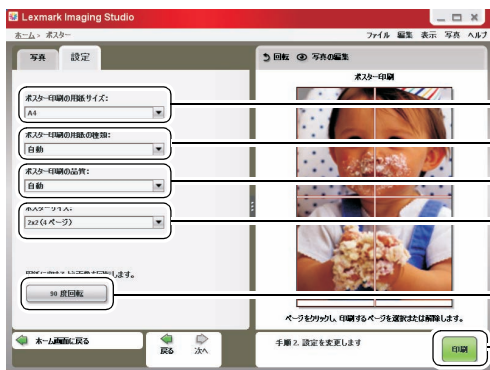 Lexmark Imaging Studio
ホーム> ポスター
ファイル 編集 表示 写真 ヘルプ
写真 設定
回転 写真の編集
ポスター印刷
ポスター印刷の用紙サイズ:
A4
ポスター印刷の用紙の種類:
自動
ポスター印刷の品質:
自動
ポスターサイズ:
2x2(4 ページ)
90 度回転
ページをクリックし、印刷するページを選択または解除します。
ホーム画面に戻る
戻る 次へ
手順 2. 設定を変更します
印刷